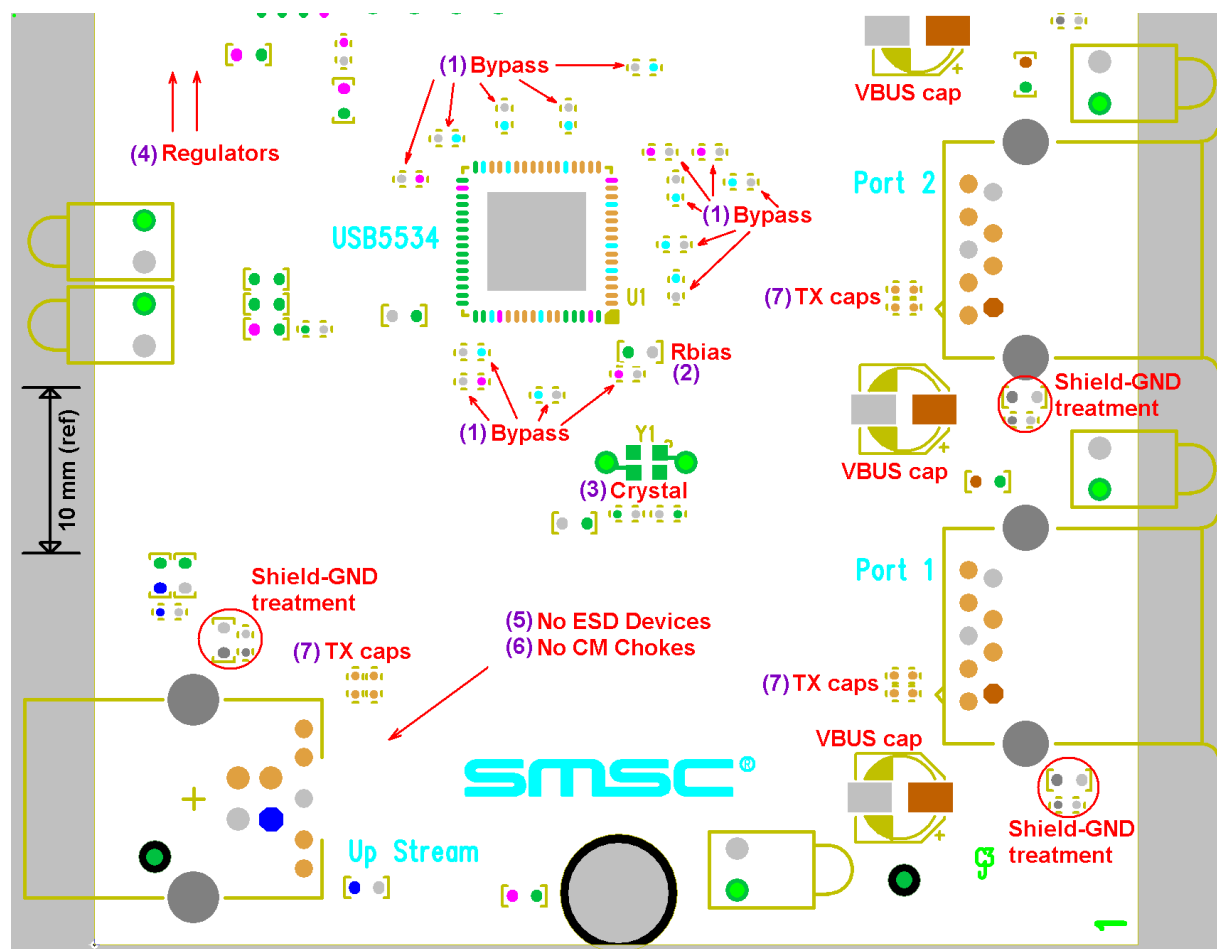 (1) Bypass
VBUS cap
(4) Regulators
Port 2
USB5534
(1) Bypass
U1
(7) TX caps
Rbias
(2)
Shield-GND
treatment
10 mm (ref)
(1) Bypass
Y1
VBUS cap
(3) Crystal
Port 1
Shield-GND
treatment
(5) No ESD Devices
(6) No CM Chokes
(7) TX caps
(7) TX caps
VBUS cap
smsc®
Shield-GND
treatment
Up Stream
1